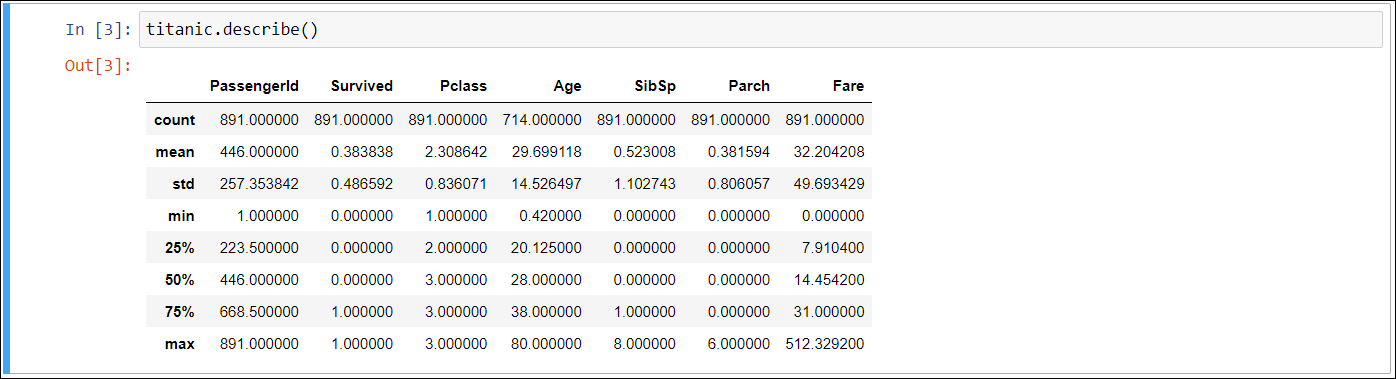 In [3]: titanic.describe()
Out[3]:
PassengerId Survived Pclass Age SibSp Parch Fare
count 891.000000 891.000000 891.000000 714.000000 891.000000 891.000000 891.000000
mean 446.000000 0.383838 2.308642 29.699118 0.523008 0.381594 32.204208
std 257.353842 0.486592 0.836071 14.526497 1.102743 0.806057 49.693429
min 1.000000 0.000000 1.000000 0.420000 0.000000 0.000000 0.000000
25% 223.500000 0.000000 2.000000 20.125000 0.000000 0.000000 7.910400
50% 446.000000 0.000000 3.000000 28.000000 0.000000 0.000000 14.454200
75% 668.500000 1.000000 3.000000 38.000000 1.000000 0.000000 31.000000
max 891.000000 1.000000 3.000000 80.000000 8.000000 6.000000 512.329200